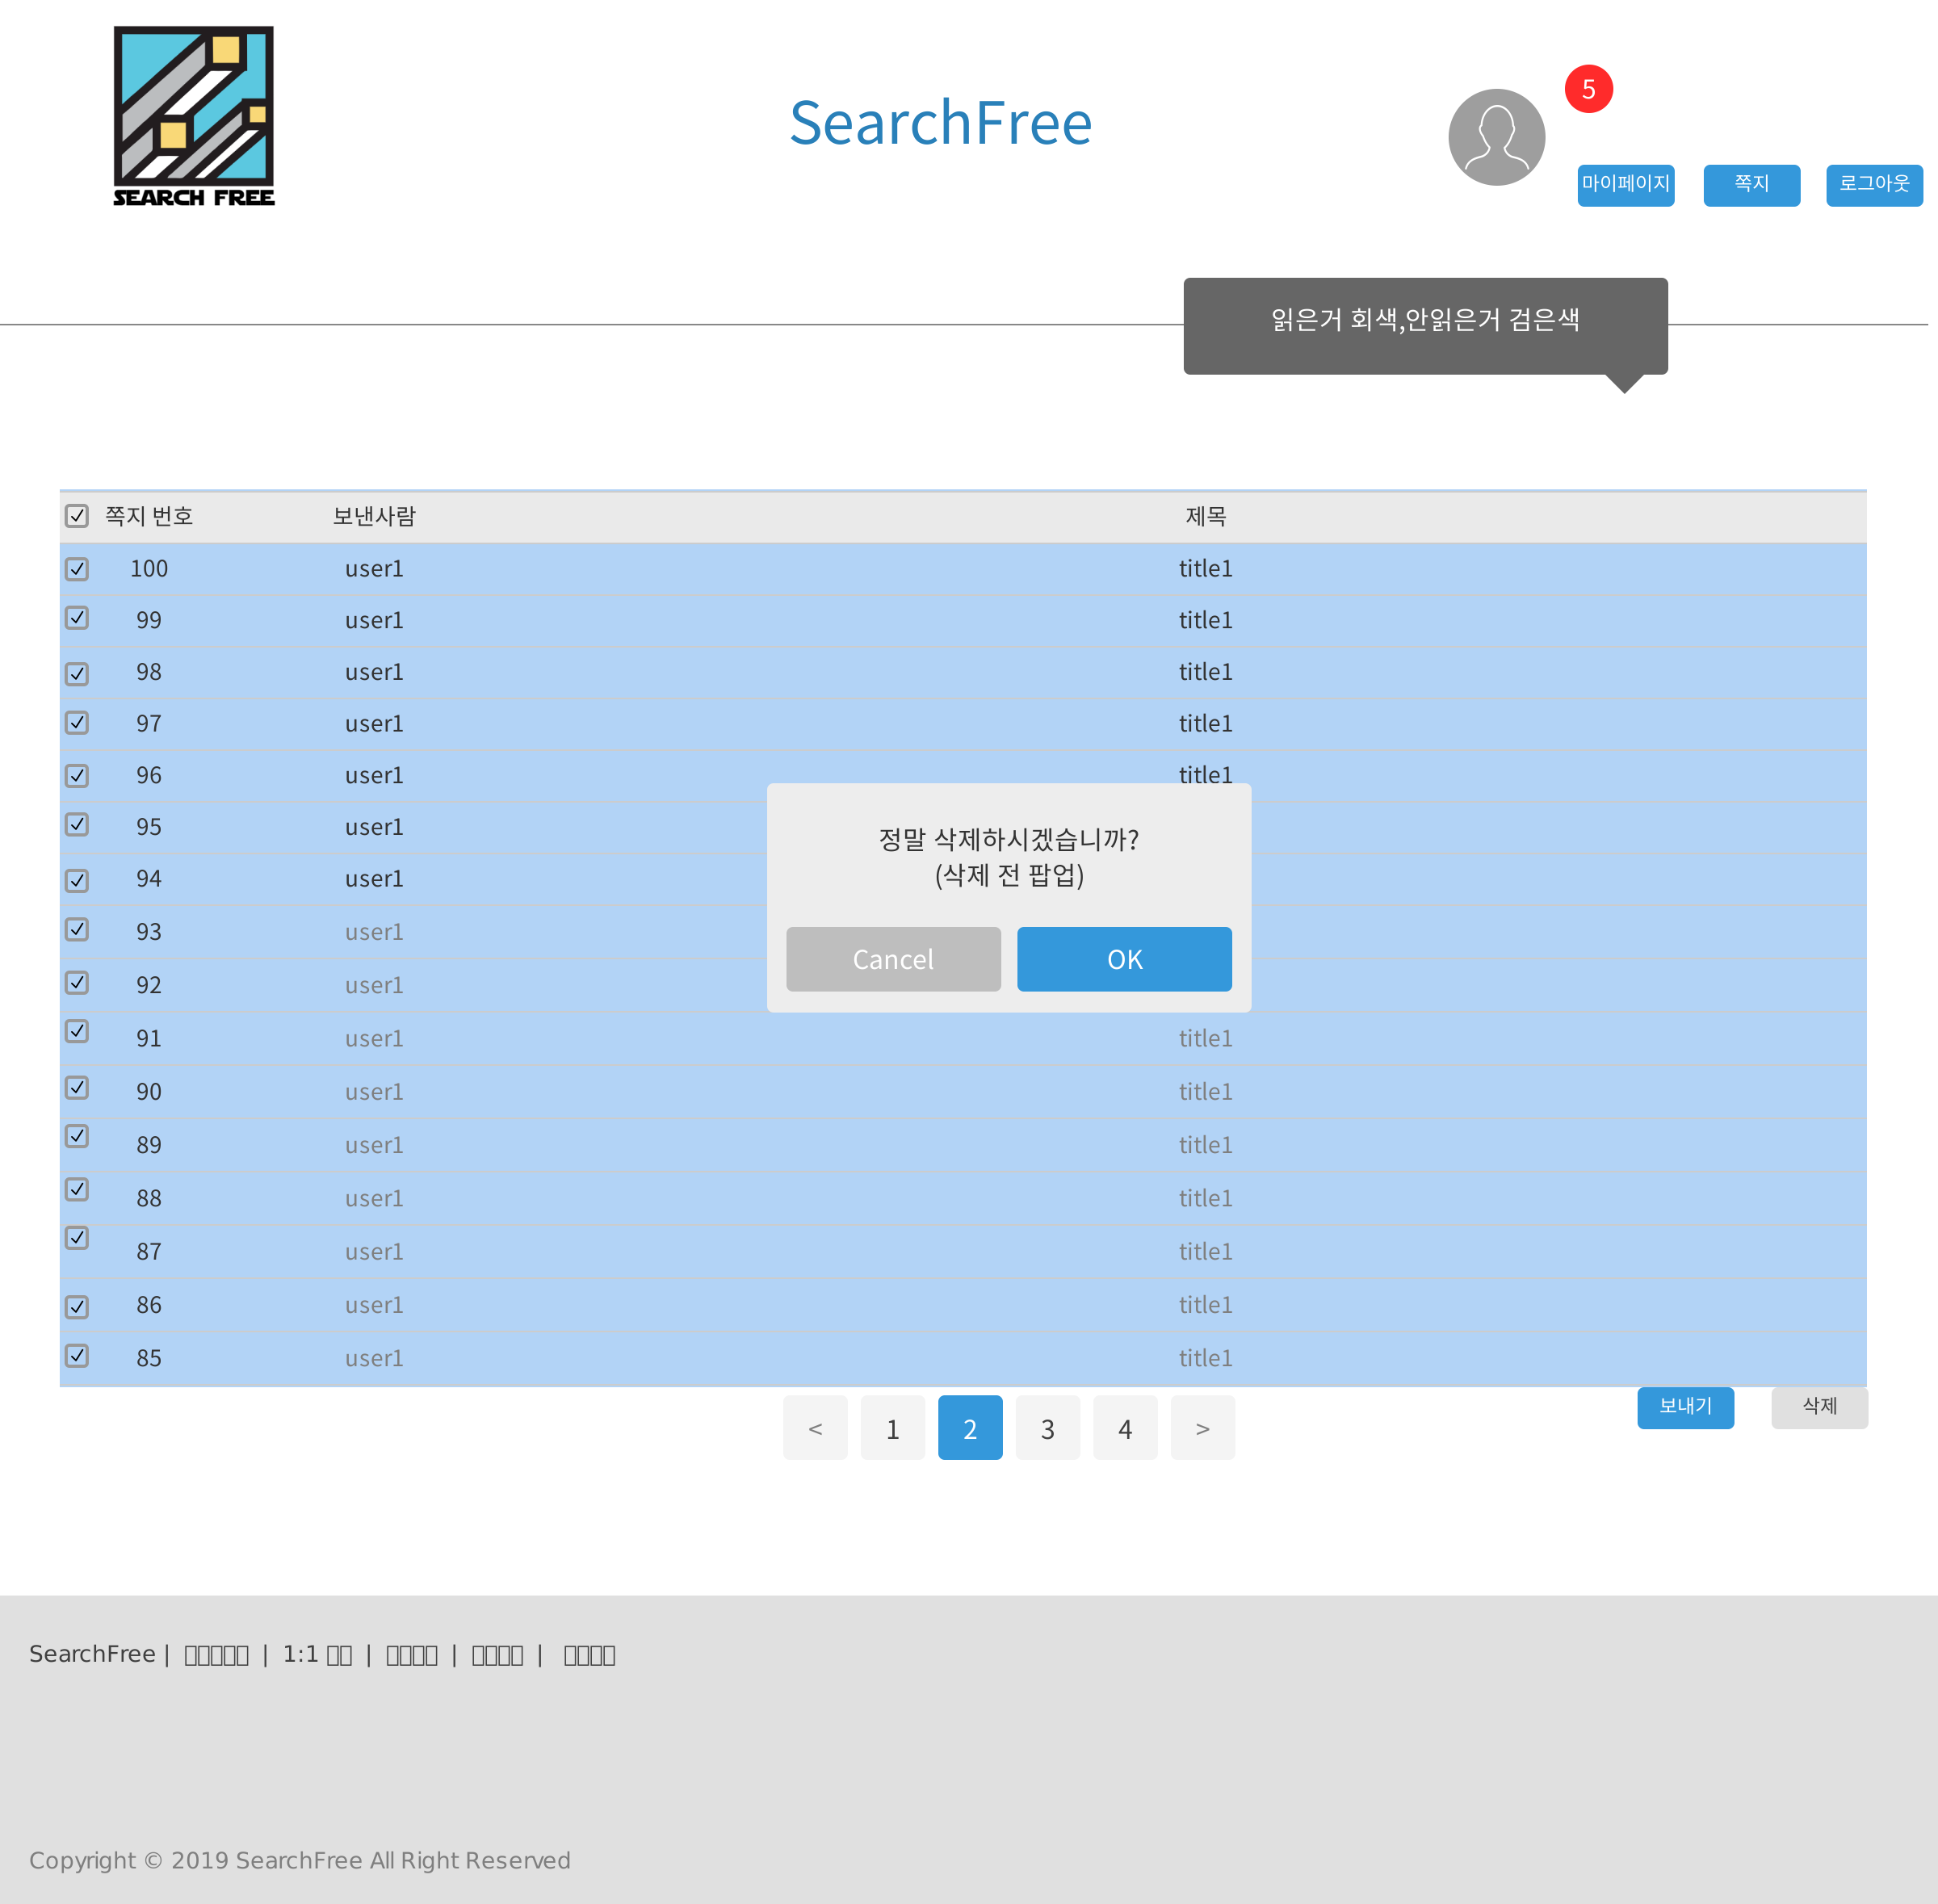 SEARCH FREE
SearchFree
5
마이페이지 쪽지 로그아웃
읽은거 회색,안읽은거 검은색
쪽지 번호 보낸사람 제목
100 user1 title1
99 user1 title1
98 user1 title1
97 user1 title1
96 user1 title1
95 user1
94 user1
93 user1
92 user1
정말 삭제하시겠습니까?
(삭제 전 팝업)
Cancel OK
91 user1 title1
90 user1 title1
89 user1 title1
88 user1 title1
87 user1 title1
86 user1 title1
85 user1 title1
< 1 2 3 4 >
보내기 삭제
SearchFree | | 1:1 | | |
Copyright © 2019 SearchFree All Right Reserved